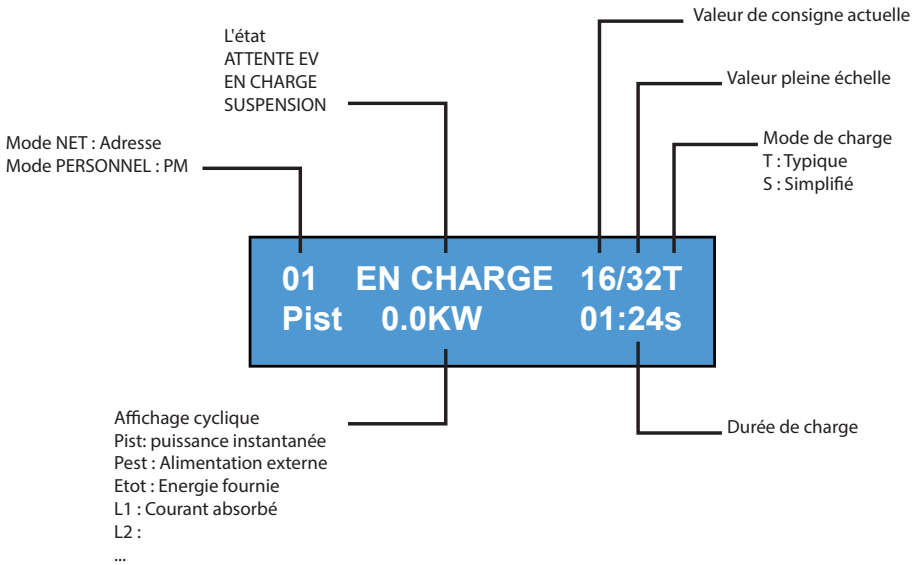 Valeur de consigne actuelle
L'état
ATTENTE EV
EN CHARGE
SUSPENSION
Valeur pleine échelle
Mode NET : Adresse
Mode PERSONNEL : PM
Mode de charge
T : Typique
S : Simplifié
01 EN CHARGE 16/32T
Pist 0.0KW 01:24s
Affichage cyclique
Pist: puissance instantanée
Pest : Alimentation externe
Etot : Energie fournie
L1 : Courant absorbé
L2 :
...
Durée de charge